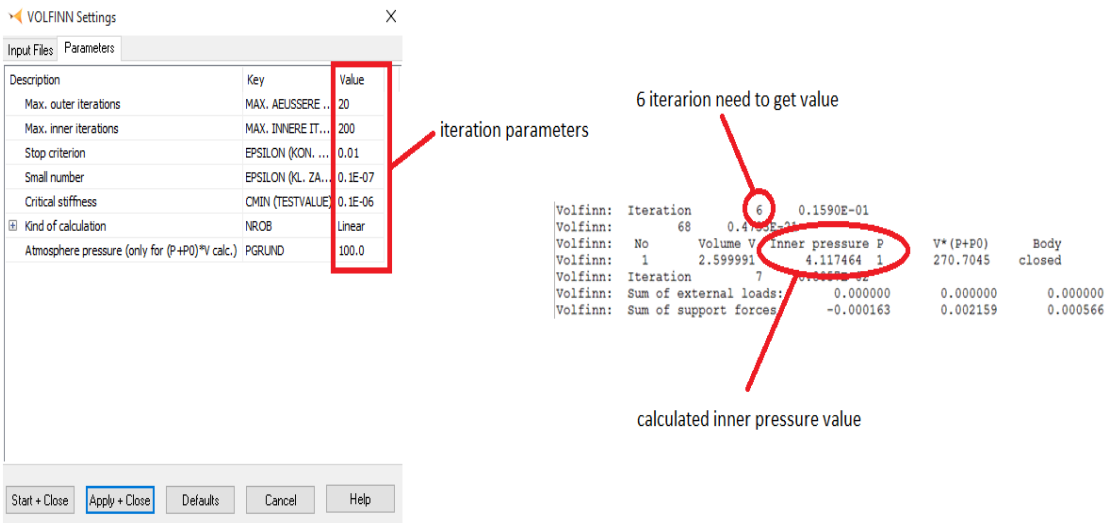 VOLFINN Settings
Input Files Parameters
Description Key Value
Max. outer iterations MAX. AEUSSERE ... 20
Max. inner iterations MAX. INNERE IT... 200
Stop criterion EPSILON (KON. ... 0.01
Small number EPSILON (KL. ZA... 0.1E-07
Critical stiffness CMIN (TESTVALUE) 0.1E-06
Kind of calculation NROB Linear
Atmosphere pressure (only for (P+P0)*V calc.) PGRUND 100.0
Start + Close Apply + Close Defaults Cancel Help
iteration parameters
6 iterarion need to get value
Volfinn: Iteration 6 0.1590E-01
Volfinn: 68
Volfinn: No Volume V Inner pressure P V*(P+P0) Body
Volfinn: 1 2.599991 4.117464 1 270.7045 closed
Volfinn: Iteration 7
Volfinn: Sum of external loads: 0.000000 0.000000 0.000000
Volfinn: Sum of support forces -0.000163 0.002159 0.000566
calculated inner pressure value